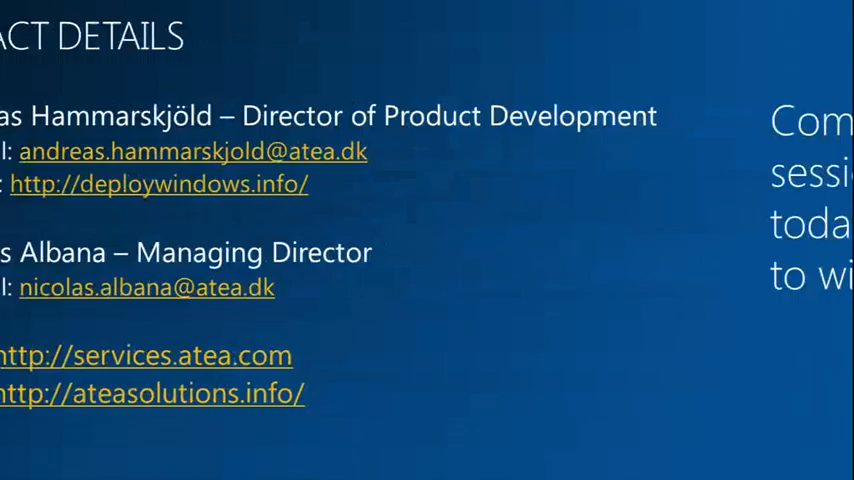 ACT DETAILS
as Hammarskjöld – Director of Product Development
l: andreas.hammarskjold@atea.dk
: http://deploywindows.info/
s Albana – Managing Director
l: nicolas.albana@atea.dk
http://services.atea.com
http://ateasolutions.info/
Com
sessi
toda
to wi